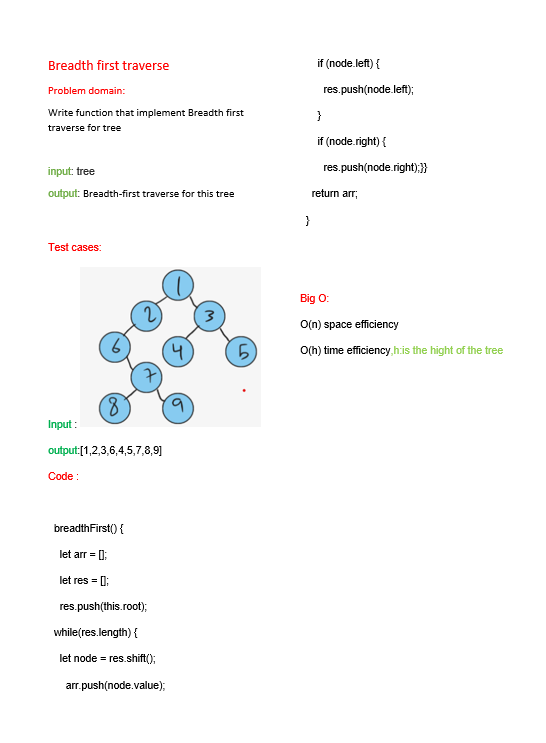 Breadth first traverse
Problem domain:
Write function that implement Breadth first
traverse for tree
input: tree
output: Breadth-first traverse for this tree
Test cases:
1
2
3
6
4
5
7
8
9
Input :
output:[1,2,3,6,4,5,7,8,9]
Code :
breadthFirst() {
let arr = [];
let res = [];
res.push(this.root);
while(res.length) {
let node = res.shift();
arr.push(node.value);
if (node.left) {
res.push(node.left);
}
if (node.right) {
res.push(node.right);}}
return arr;
}
Big O:
O(n) space efficiency
O(h) time efficiency,h:is the hight of the tree